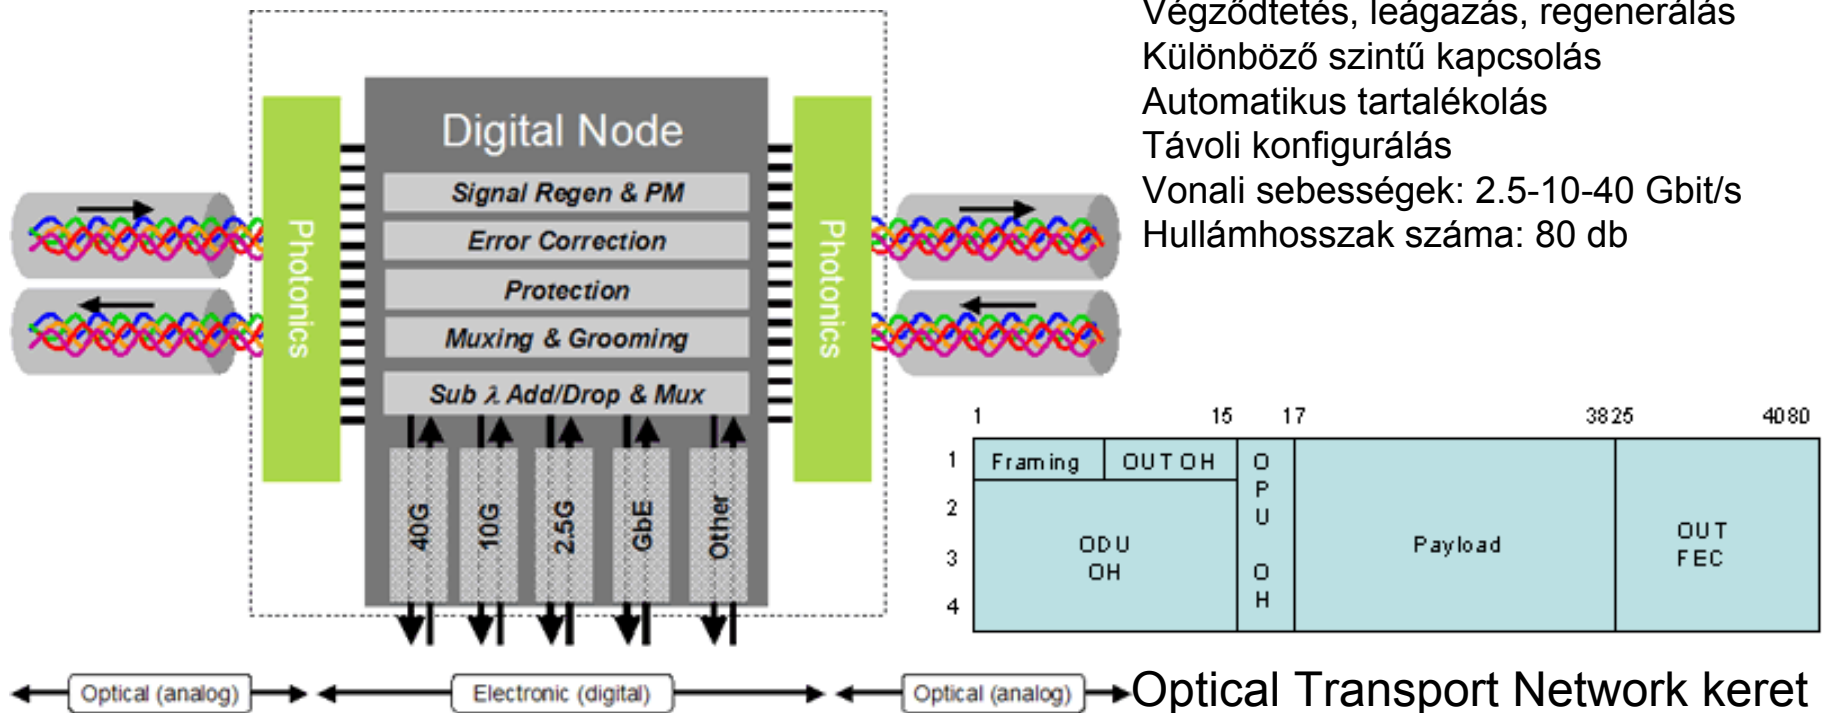 Végződtetés, leágazás, regenerálás
Különböző szintű kapcsolás
Automatikus tartalékolás
Távoli konfigurálás
Vonali sebességek: 2.5-10-40 Gbit/s
Hullámhosszak száma: 80 db
Digital Node
Signal Regen & PM
Error Correction
Protection
Muxing & Grooming
Sub λ Add/Drop & Mux
Photonics
Photonics
40G
10G
2.5G
GbE
Other
Optical (analog)
Electronic (digital)
Optical (analog)
1 15 17 3825 4080
1
2
3
4
Framing
OUT OH
ODU
OH
OPU
OH
Payload
OUT
FEC
Optical Transport Network keret